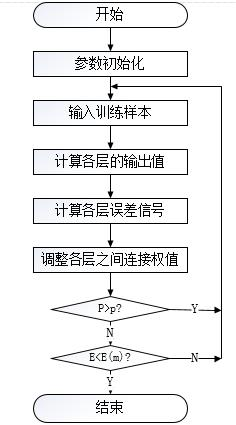 开始
参数初始化
输入训练样本
计算各层的输出值
计算各层误差信号
调整各层之间连接权值
P>p?
Y
N
E<E(m)?
N
Y
结束